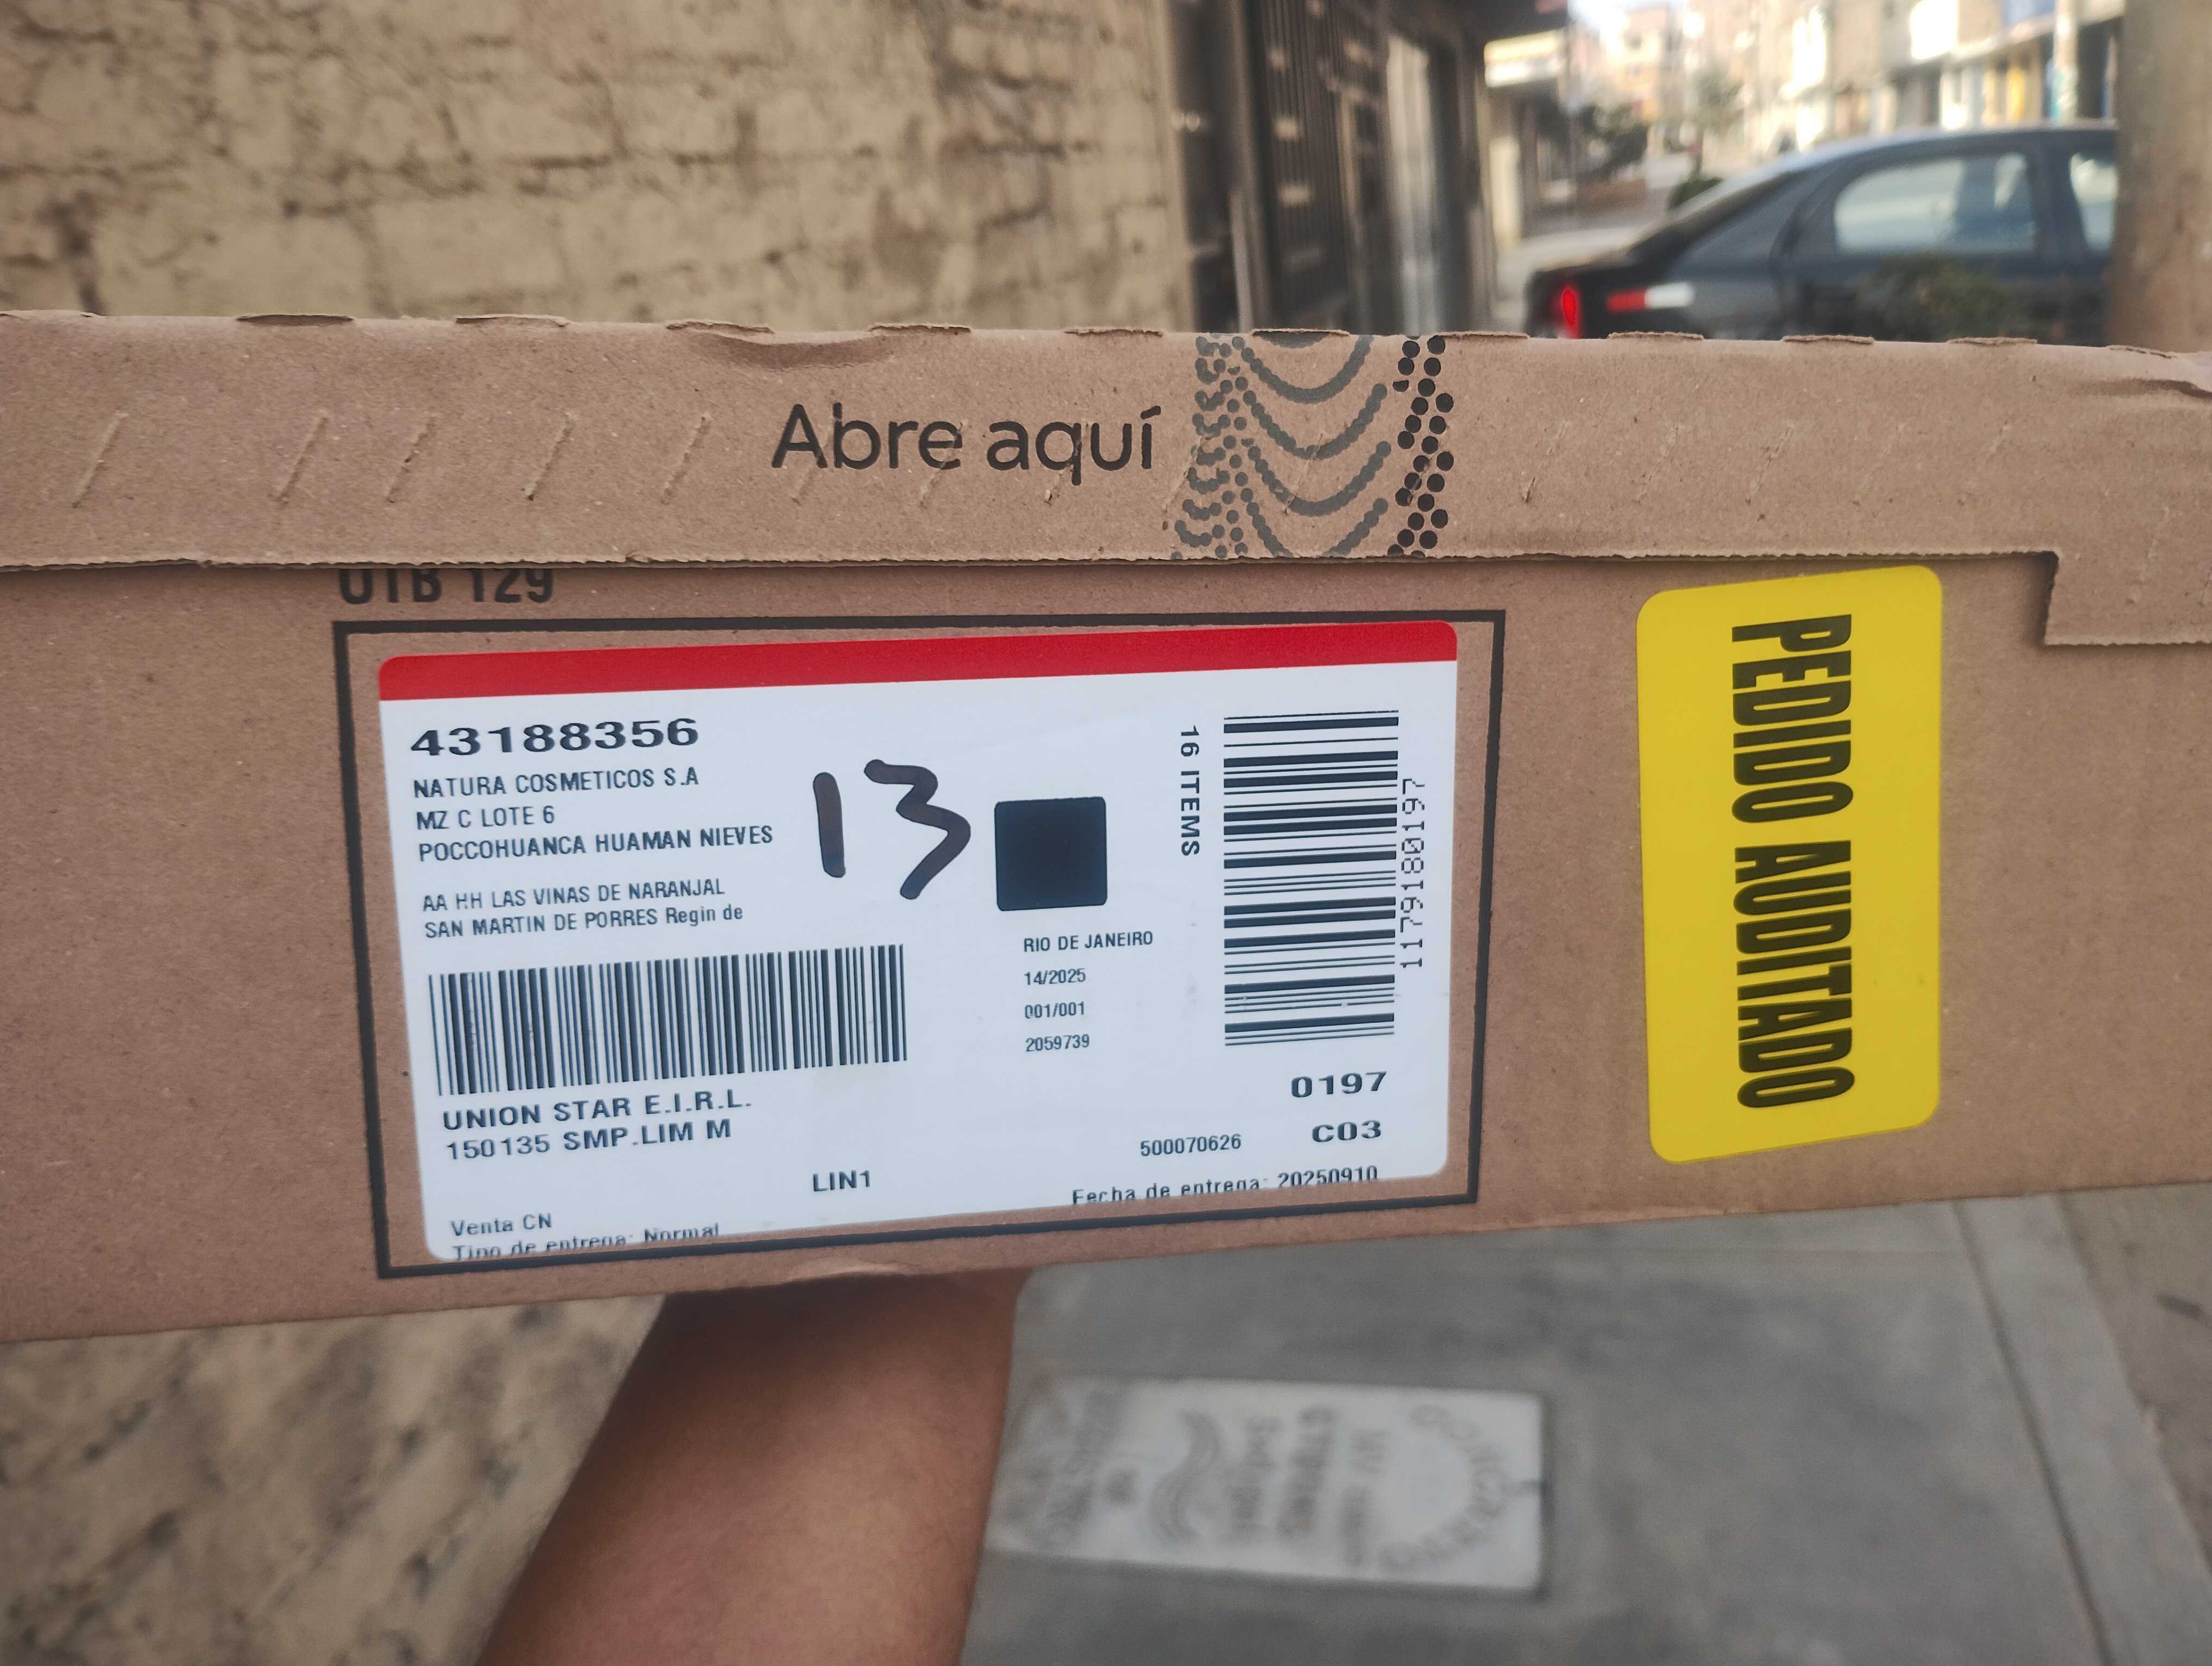 Abre aquí
UTB 129
43188356
NATURA COSMETICOS S.A
MZ C LOTE 6
POCCOHUANCA HUAMAN NIEVES
AA HH LAS VINAS DE NARANJAL
SAN MARTIN DE PORRES Regin de
13
16 ITEMS
1179180197
RIO DE JANEIRO
14/2025
001/001
2059739
UNION STAR E.I.R.L.
150135 SMP.LIM M
0197
C03
500070626
LIN1
Fecha de entrega: 20250910
Venta CN
Tipo de entrega: Normal
PEDIDO AUDITADO